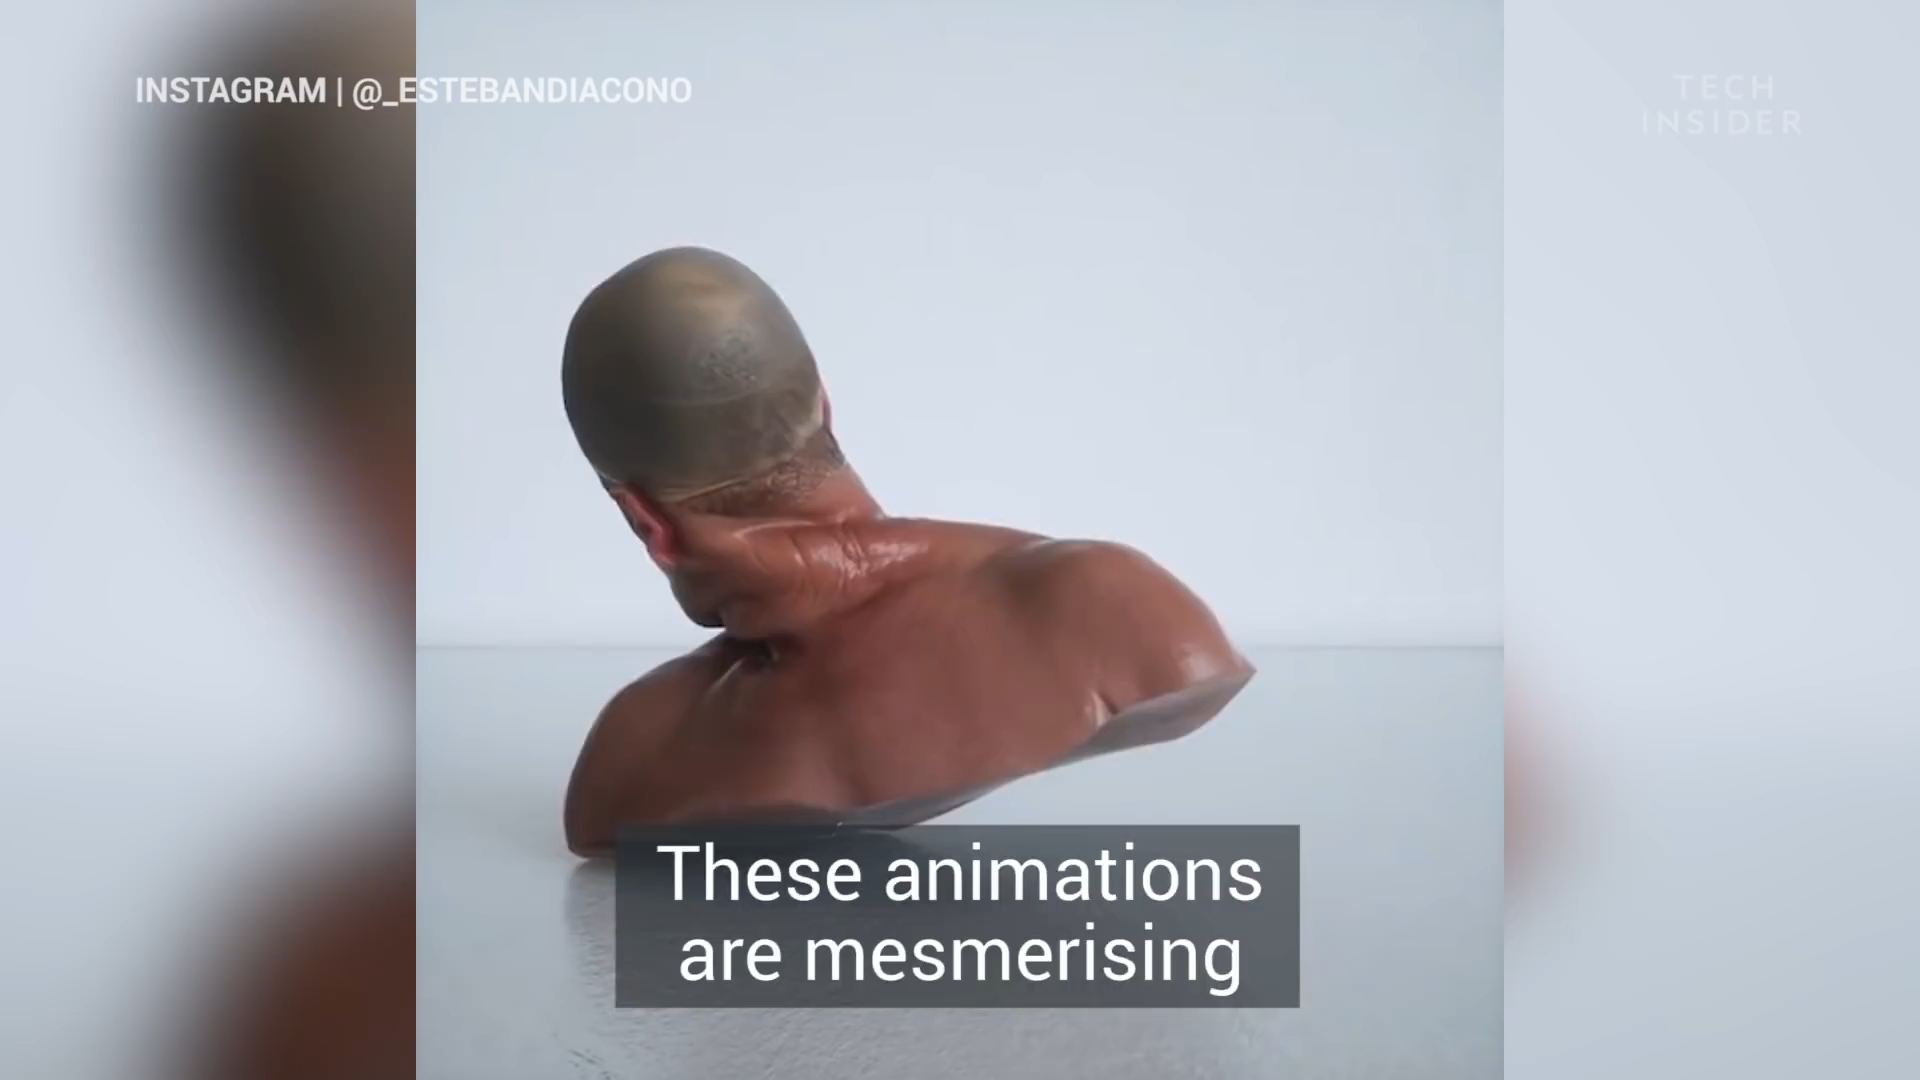 INSTAGRAM | @_ESTEBANDIACONO
TECH
INSIDER
These animations
are mesmerising